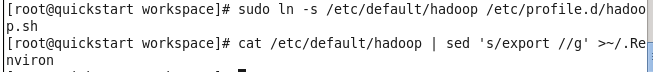 [root@quickstart workspace]# sudo ln -s /etc/default/hadoop /etc/profile.d/hadoo
p.sh
[root@quickstart workspace]# cat /etc/default/hadoop | sed 's/export //g' >~/.Re
nviron